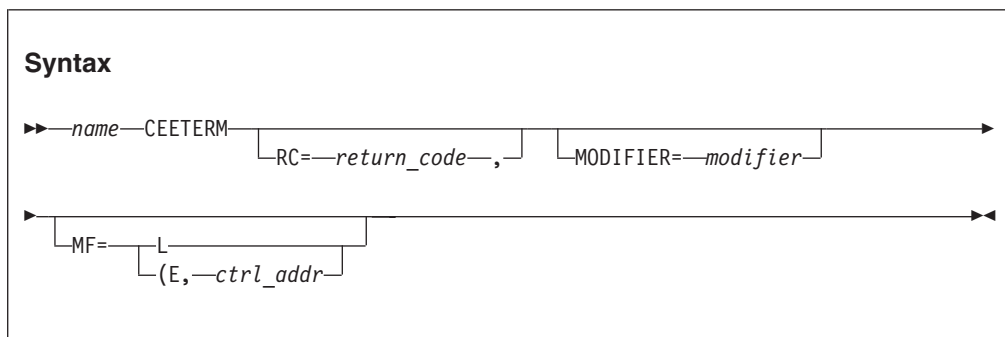 Syntax
name CEETERM
RC= return_code ,
MODIFIER= modifier
MF= L
(E, ctrl_addr